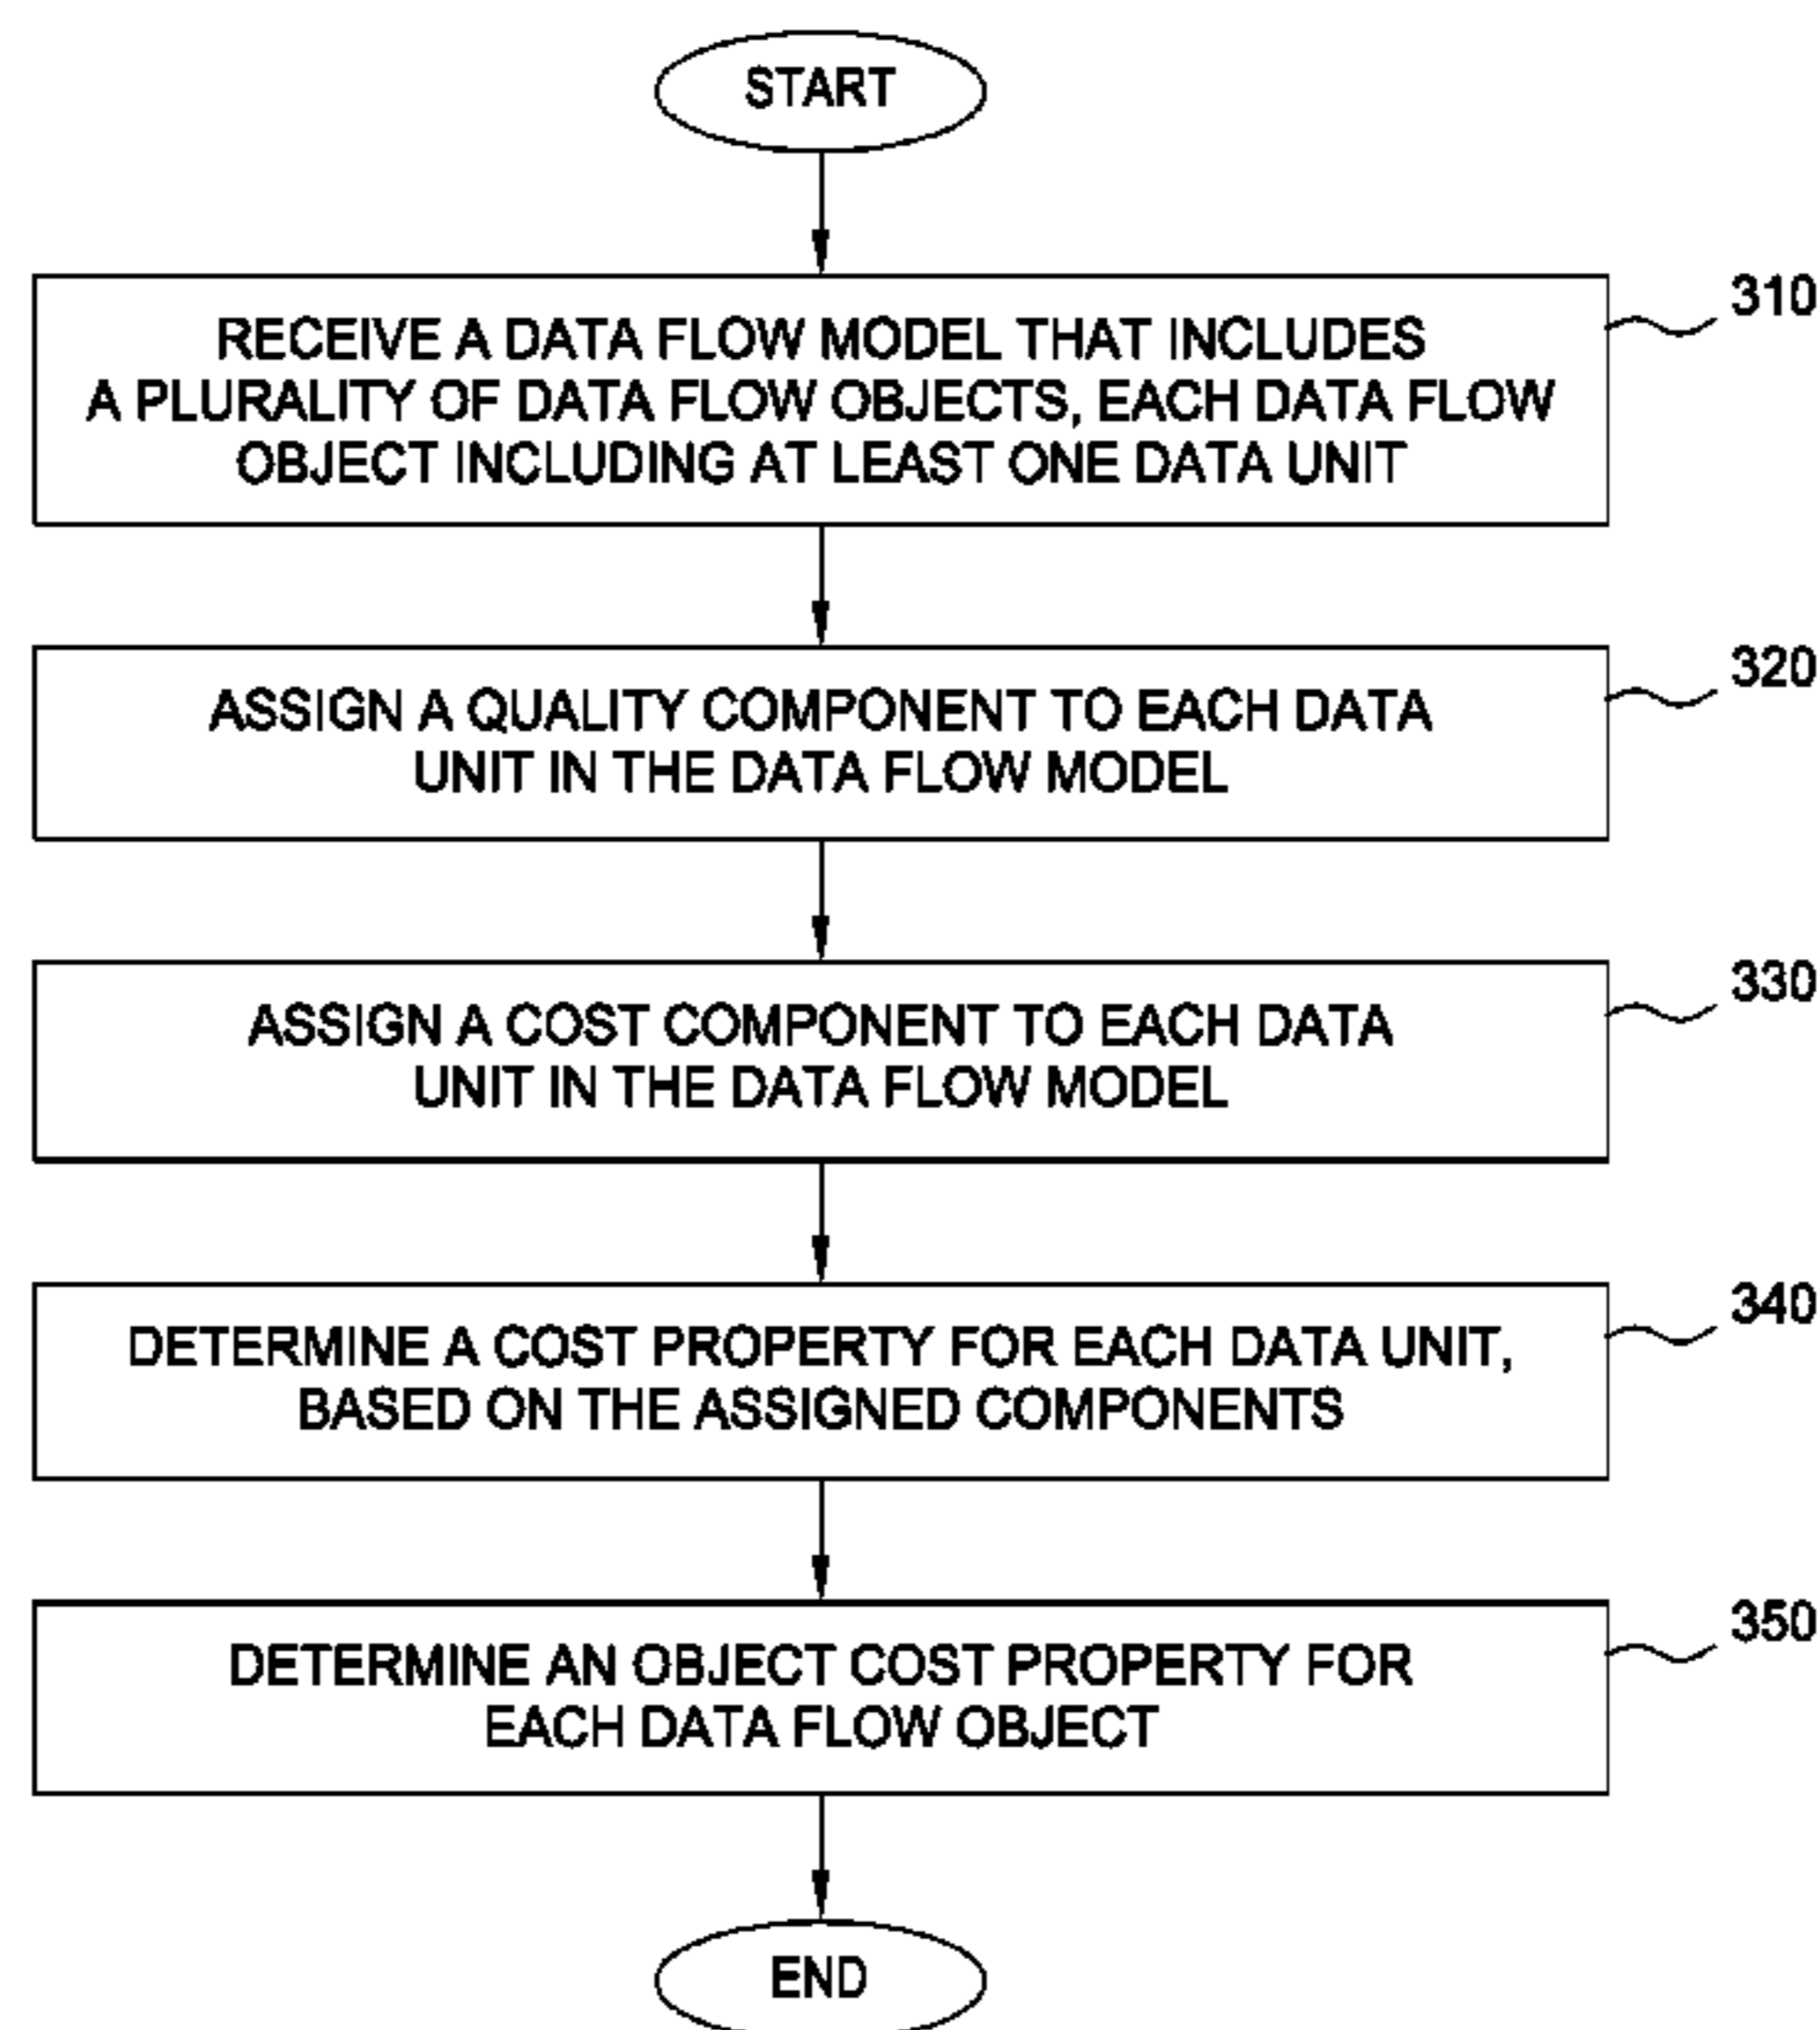 START
310
RECEIVE A DATA FLOW MODEL THAT INCLUDES
A PLURALITY OF DATA FLOW OBJECTS, EACH DATA FLOW
OBJECT INCLUDING AT LEAST ONE DATA UNIT
320
ASSIGN A QUALITY COMPONENT TO EACH DATA
UNIT IN THE DATA FLOW MODEL
330
ASSIGN A COST COMPONENT TO EACH DATA
UNIT IN THE DATA FLOW MODEL
340
DETERMINE A COST PROPERTY FOR EACH DATA UNIT,
BASED ON THE ASSIGNED COMPONENTS
350
DETERMINE AN OBJECT COST PROPERTY FOR
EACH DATA FLOW OBJECT
END